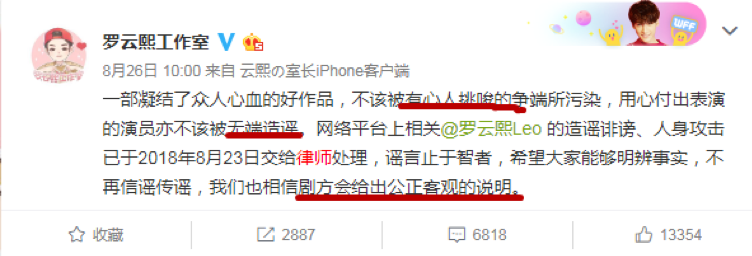 WFF
罗云熙工作室
8月26日 10:00 来自 云熙の室长iPhone客户端
一部凝结了众人心血的好作品，不该被有心人挑唆的争端所污染，用心付出表演
的演员亦不该被无端造谣。网络平台上相关@罗云熙Leo 的造谣诽谤、人身攻击
已于2018年8月23日交给律师处理，谣言止于智者，希望大家能够明辨事实，不
再信谣传谣，我们也相信剧方会给出公正客观的说明。
收藏 2887 6818 13354